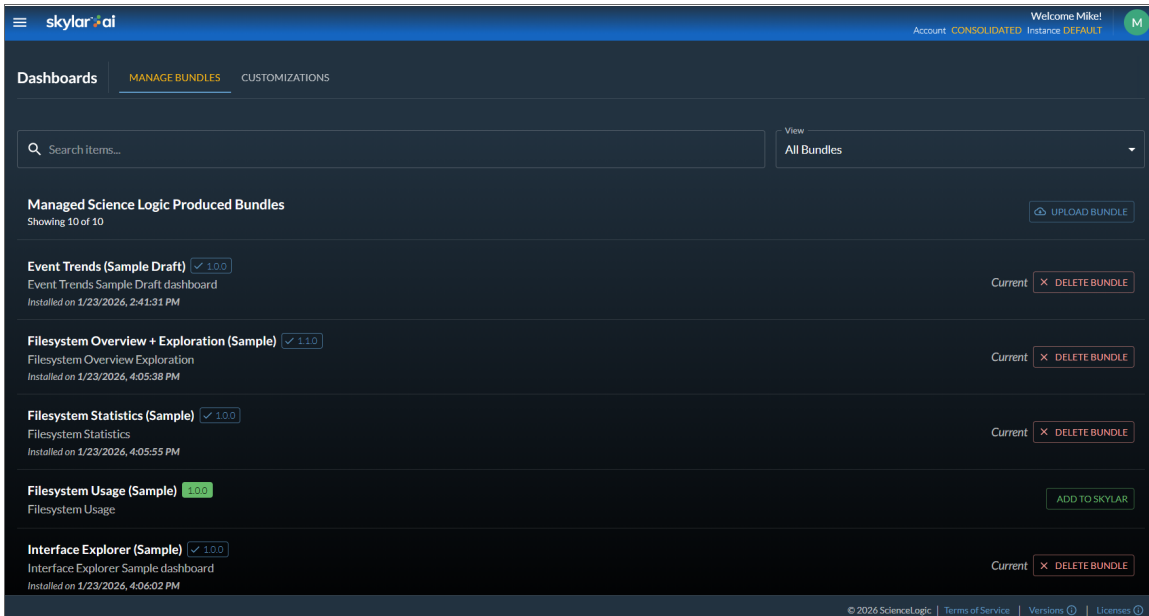 skylar ai
Welcome Mike!
Account CONSOLIDATED Instance DEFAULT
M
Dashboards
MANAGE BUNDLES
CUSTOMIZATIONS
Search items...
View
All Bundles
Managed Science Logic Produced Bundles
Showing 10 of 10
UPLOAD BUNDLE
Event Trends (Sample Draft) 1.0.0
Event Trends Sample Draft dashboard
Installed on 1/23/2026, 2:41:31 PM
Current DELETE BUNDLE
Filesystem Overview + Exploration (Sample) 1.1.0
Filesystem Overview Exploration
Installed on 1/23/2026, 4:05:38 PM
Current DELETE BUNDLE
Filesystem Statistics (Sample) 1.0.0
Filesystem Statistics
Installed on 1/23/2026, 4:05:55 PM
Current DELETE BUNDLE
Filesystem Usage (Sample) 1.0.0
Filesystem Usage
ADD TO SKYLAR
Interface Explorer (Sample) 1.0.0
Interface Explorer Sample dashboard
Installed on 1/23/2026, 4:06:02 PM
Current DELETE BUNDLE
© 2026 ScienceLogic | Terms of Service | Versions | Licenses